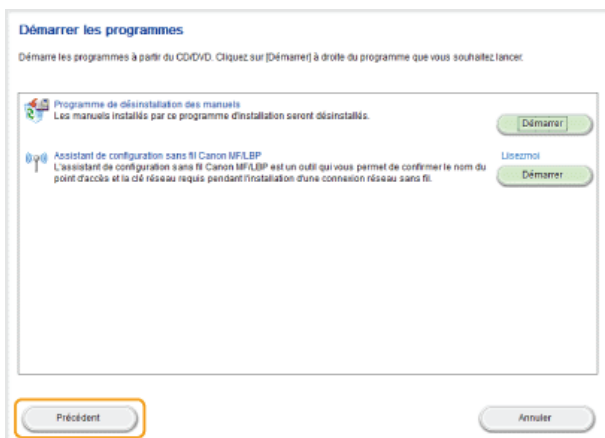 Démarrer les programmes
Démarre les programmes à partir du CD/DVD. Cliquez sur [Démarrer] à droite du programme que vous souhaitez lancer.
Programme de désinstallation des manuels
Les manuels installés par ce programme d'installation seront désinstallés.
Démarrer
Assistant de configuration sans fil Canon MF/LBP
Lisezmoi
L'assistant de configuration sans fil Canon MF/LBP est un outil qui vous permet de confirmer le nom du
point d'accès et la clé réseau requis pendant l'installation d'une connexion réseau sans fil.
Démarrer
Précédent
Annuler